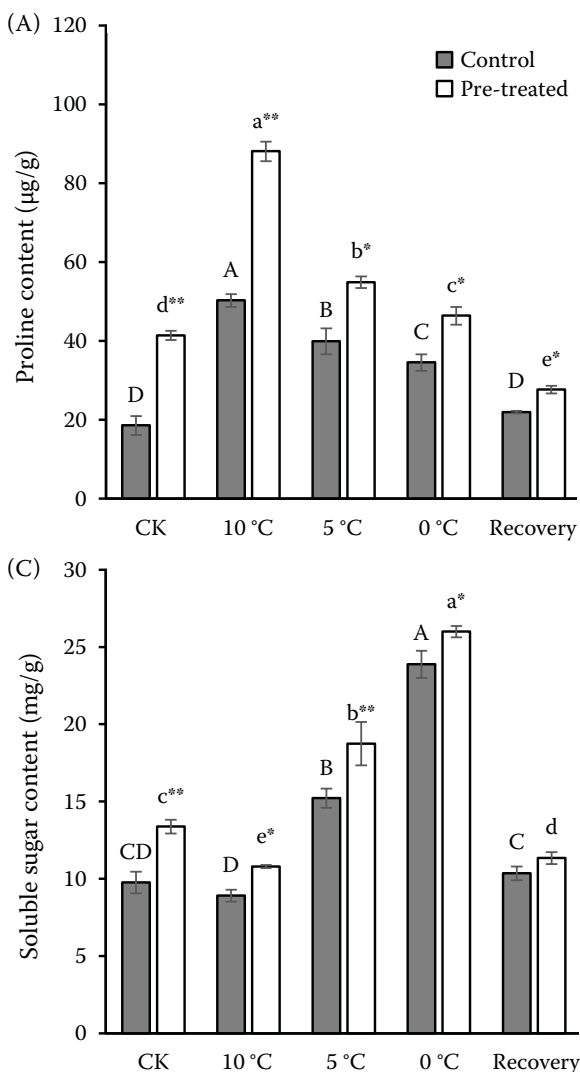 (A)
120
Control
Pre-treated
100
a**
80
Proline content (µg/g)
60
A
b*
d**
B
c*
40
C
e*
D
D
20
0
CK 10 °C 5 °C 0 °C Recovery
(C)
30
a*
A
25
b**
20
Soluble sugar content (mg/g)
B
c**
15
CD
e*
D
C
d
10
5
0
CK 10 °C 5 °C 0 °C Recovery